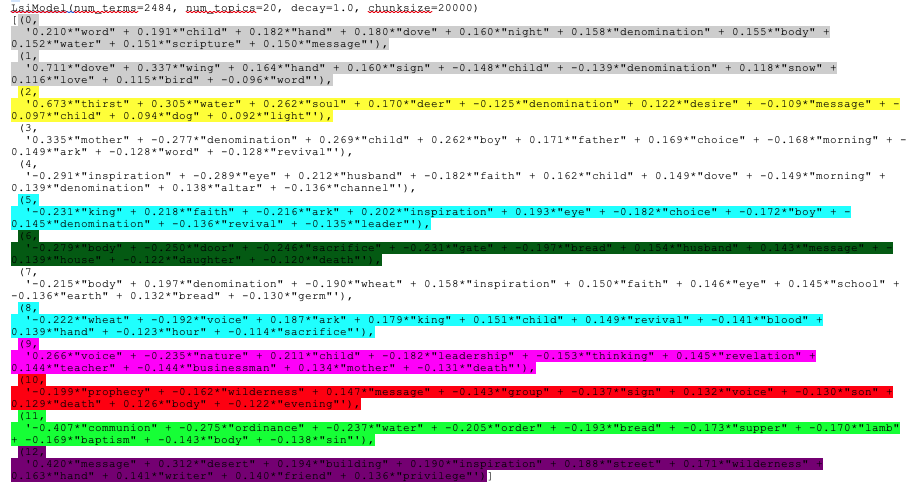 LsiModel(num_terms=2484, num_topics=20, decay=1.0, chunksize=20000)
[(0,
'0.210*"word" + 0.191*"child" + 0.182*"hand" + 0.180*"dove" + 0.160*"night" + 0.158*"denomination" + 0.155*"body" +
0.152*"water" + 0.151*"scripture" + 0.150*"message"'),
(1,
'0.711*"dove" + 0.337*"wing" + 0.164*"hand" + 0.160*"sign" + -0.148*"child" + -0.139*"denomination" + 0.118*"snow" +
0.116*"love" + 0.115*"bird" + -0.096*"word"'),
(2,
'0.673*"thirst" + 0.305*"water" + 0.262*"soul" + 0.170*"deer" + -0.125*"denomination" + 0.122*"desire" + -0.109*"message" + -
0.097*"child" + 0.094*"dog" + 0.092*"light"'),
(3,
'0.335*"mother" + -0.277*"denomination" + 0.269*"child" + 0.262*"boy" + 0.171*"father" + 0.169*"choice" + -0.168*"morning" + -
0.149*"ark" + -0.128*"word" + -0.128*"revival"'),
(4,
'-0.291*"inspiration" + -0.289*"eye" + 0.212*"husband" + -0.182*"faith" + 0.162*"child" + 0.149*"dove" + -0.149*"morning" +
0.139*"denomination" + 0.138*"altar" + -0.136*"channel"'),
(5,
'-0.231*"king" + 0.218*"faith" + -0.216*"ark" + 0.202*"inspiration" + 0.193*"eye" + -0.182*"choice" + -0.172*"boy" + -
0.145*"denomination" + -0.136*"revival" + -0.135*"leader"'),
(6,
'-0.279*"body" + -0.250*"door" + -0.246*"sacrifice" + -0.231*"gate" + -0.197*"bread" + 0.154*"husband" + 0.143*"message" + -
0.139*"house" + -0.122*"daughter" + -0.120*"death"'),
(7,
'-0.215*"body" + 0.197*"denomination" + -0.190*"wheat" + 0.158*"inspiration" + 0.150*"faith" + 0.146*"eye" + 0.145*"school" +
-0.136*"earth" + 0.132*"bread" + -0.130*"germ"'),
(8,
'-0.222*"wheat" + -0.192*"voice" + 0.187*"ark" + 0.179*"king" + 0.151*"child" + 0.149*"revival" + -0.141*"blood" +
0.139*"hand" + -0.123*"hour" + -0.114*"sacrifice"'),
(9,
'0.266*"voice" + -0.235*"nature" + 0.211*"child" + -0.182*"leadership" + -0.153*"thinking" + 0.145*"revelation" +
0.144*"teacher" + -0.144*"businessman" + 0.134*"mother" + -0.131*"death"'),
(10,
'-0.199*"prophecy" + -0.162*"wilderness" + 0.147*"message" + -0.143*"group" + -0.137*"sign" + 0.132*"voice" + -0.130*"son" +
0.129*"death" + 0.126*"body" + -0.122*"evening"'),
(11,
'-0.407*"communion" + -0.275*"ordinance" + -0.237*"water" + -0.205*"order" + -0.193*"bread" + -0.173*"supper" + -0.170*"lamb"
+ -0.169*"baptism" + -0.143*"body" + -0.138*"sin"'),
(12,
'0.420*"message" + 0.312*"desert" + 0.194*"building" + 0.190*"inspiration" + 0.188*"street" + 0.171*"wilderness" +
0.163*"hand" + 0.141*"writer" + 0.140*"friend" + 0.136*"privilege"')]